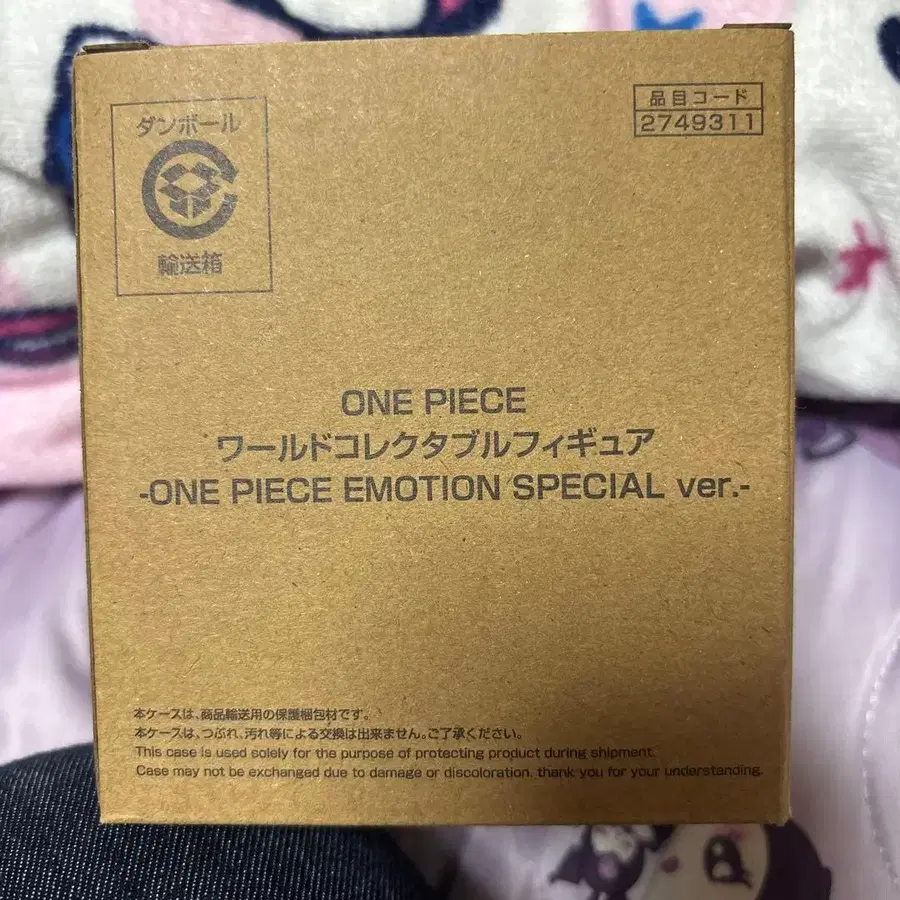 ダンボール
輸送箱
品目コード
2749311
ONE PIECE
ワールドコレクタブルフィギュア
-ONE PIECE EMOTION SPECIAL ver.-
本ケースは、商品輸送用の保護梱包材です。
本ケースは、つぶれ、汚れ等による交換は出来ません。ご了承ください。
This case is used solely for the purpose of protecting product during shipment.
Case may not be exchanged due to damage or discoloration. thank you for your understanding.